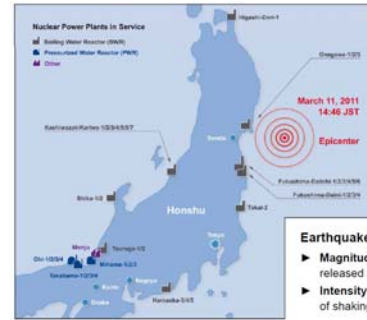 Nuclear Power Plants in Service
Boiling Water Reactor (BWR)
Pressurized Water Reactor (PWR)
Other
Higashi-Dori-1
Onagawa-1/2/3
March 11, 2011
14:46 JST
Epicenter
Sendai
Kashiwazaki-Kariwa 1/2/3/4/5/6/7
Fukushima-Daiichi 1/2/3/4/5/6
Fukushima-Daini-1/2/3/4
Shika-1/2
Honshu
Tokai-2
Monju
Tsuruga-1/2
Tokyo
Ohi-1/2/3/4
Mihama-1/2/3
Takahama-1/2/3/4
Kyoto
Nagoya
Hamaoka-3/4/5
Osaka
Earthquake
Magnitud
released
Intensity
of shaking